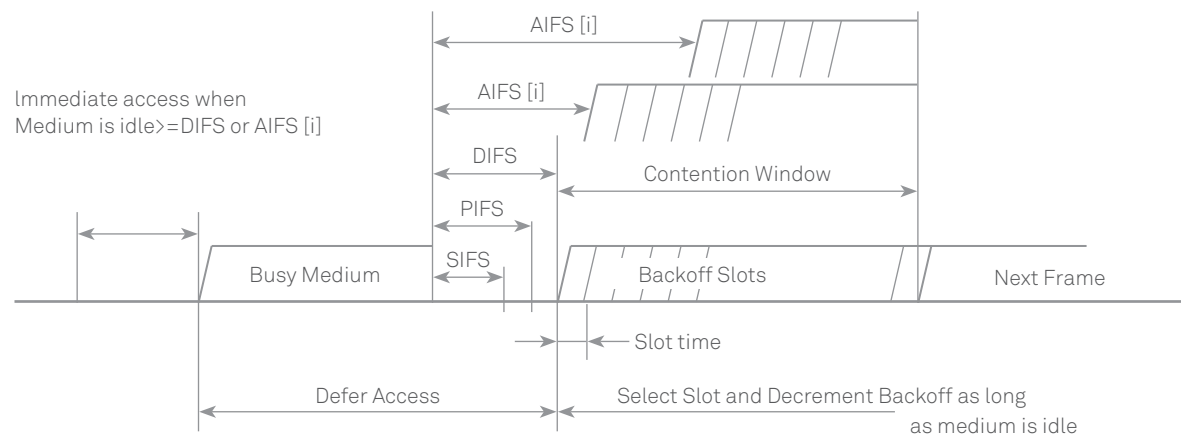 AIFS [i]
AIFS [i]
Immediate access when
Medium is idle>=DIFS or AIFS [i]
DIFS
Contention Window
PIFS
SIFS
Busy Medium
Backoff Slots
Next Frame
Slot time
Defer Access
Select Slot and Decrement Backoff as long
as medium is idle